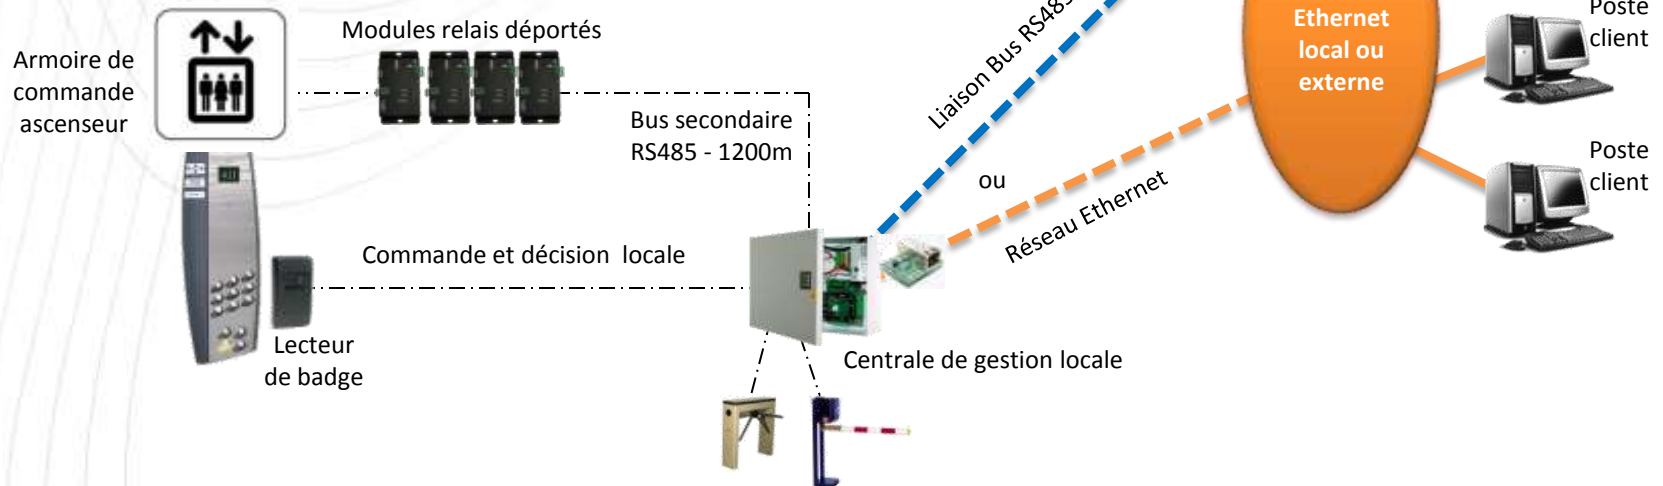 Modules relais déportés
Armoire de
commande
ascenseur
Bus secondaire
RS485 - 1200m
Liaison Bus RS485
ou
Réseau Ethernet
Ethernet
local ou
externe
Poste
client
Poste
client
Commande et décision  locale
Lecteur
de badge
Centrale de gestion locale